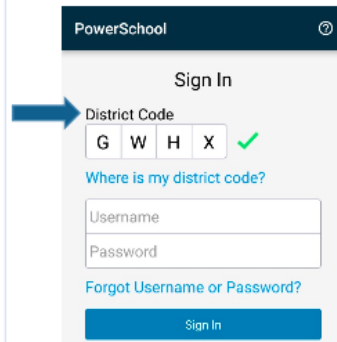 PowerSchool
Sign In
District Code
G W H X
Where is my district code?
Username
Password
Forgot Username or Password?
Sign In